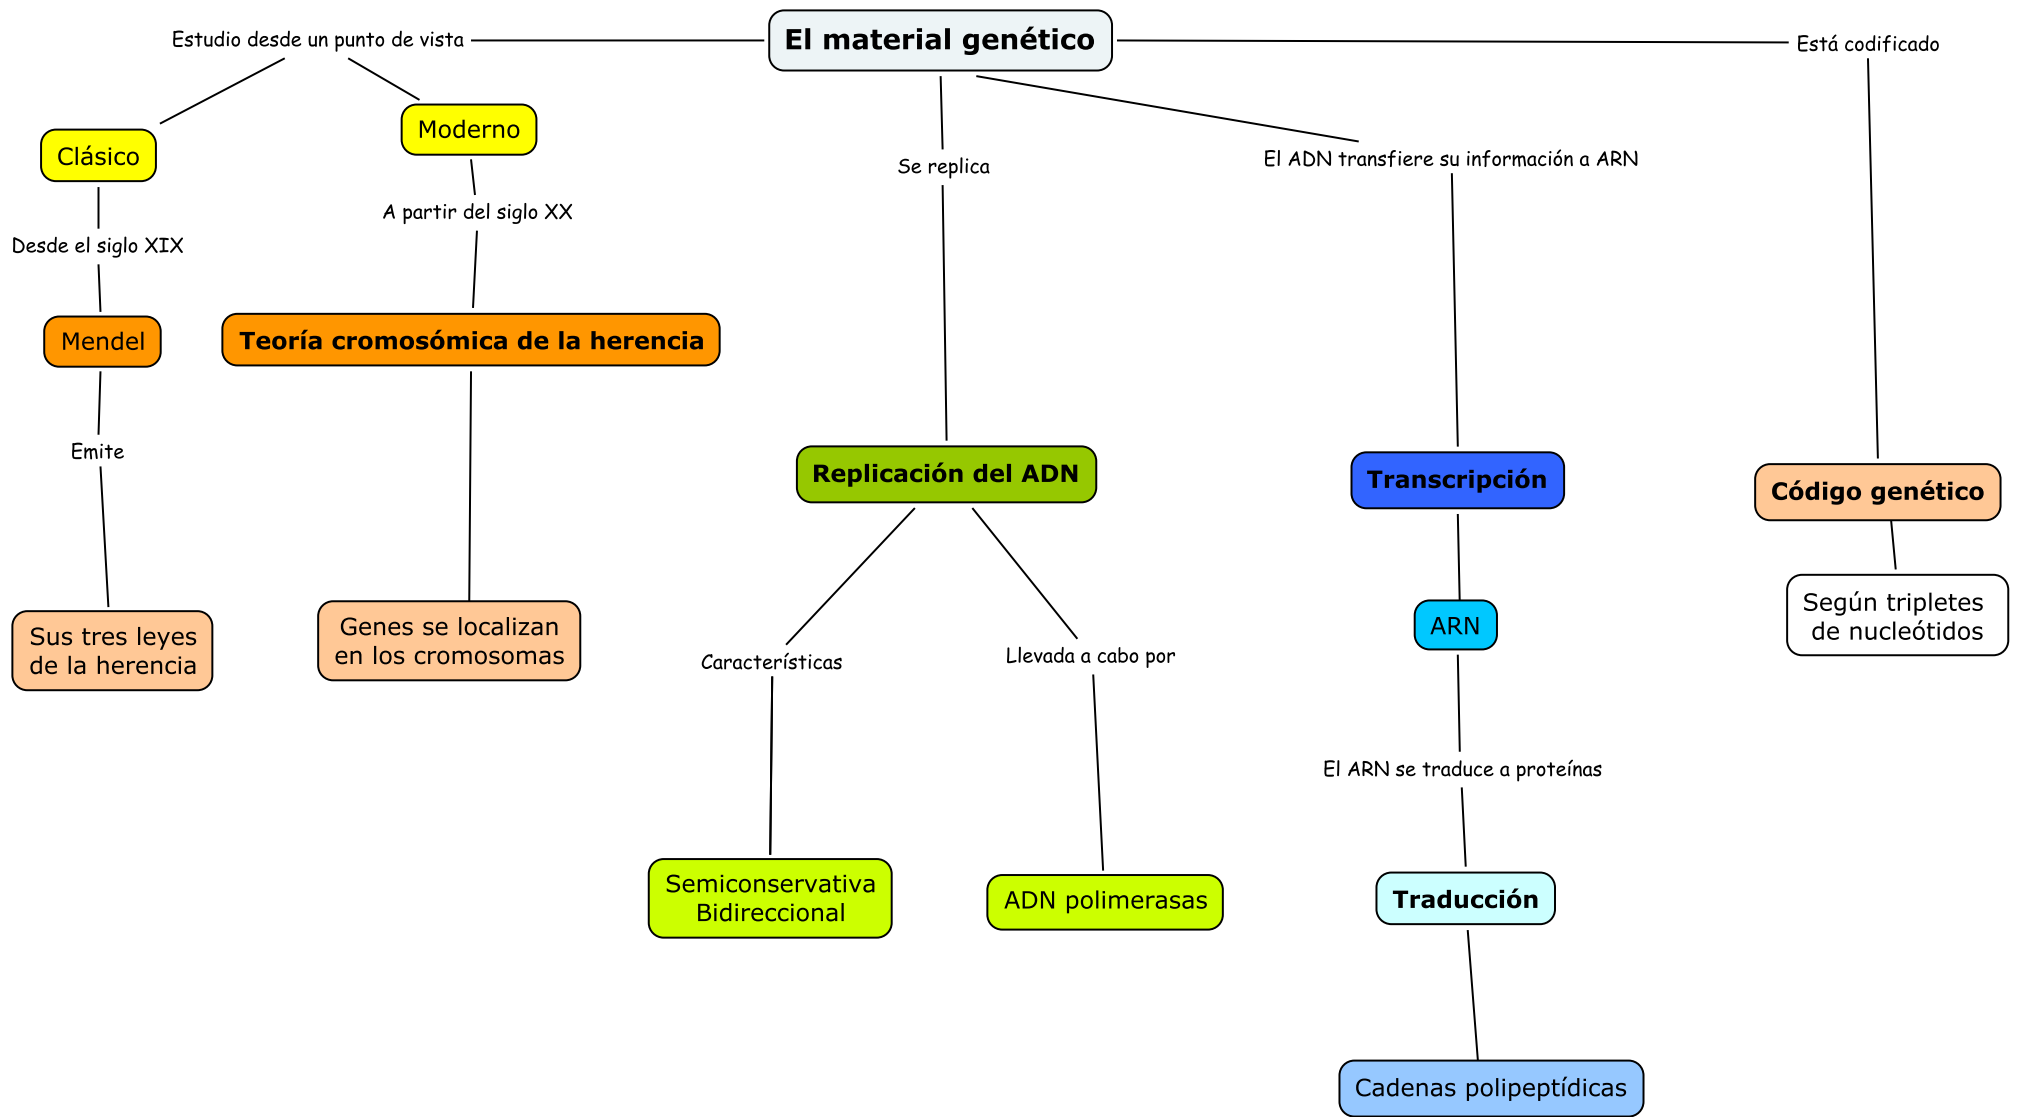 Estudio desde un punto de vista
El material genético
Está codificado
Clásico
Moderno
Se replica
El ADN transfiere su información a ARN
Desde el siglo XIX
A partir del siglo XX
Mendel
Teoría cromosómica de la herencia
Emite
Replicación del ADN
Transcripción
Código genético
Sus tres leyes
de la herencia
Genes se localizan
en los cromosomas
Según tripletes
de nucleótidos
ARN
Características
Llevada a cabo por
El ARN se traduce a proteínas
Semiconservativa
Bidireccional
ADN polimerasas
Traducción
Cadenas polipeptídicas